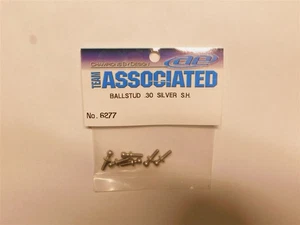 TEAM
ASSOCIATED
BALLSTUD .30 SILVER S.H.
No. 6277